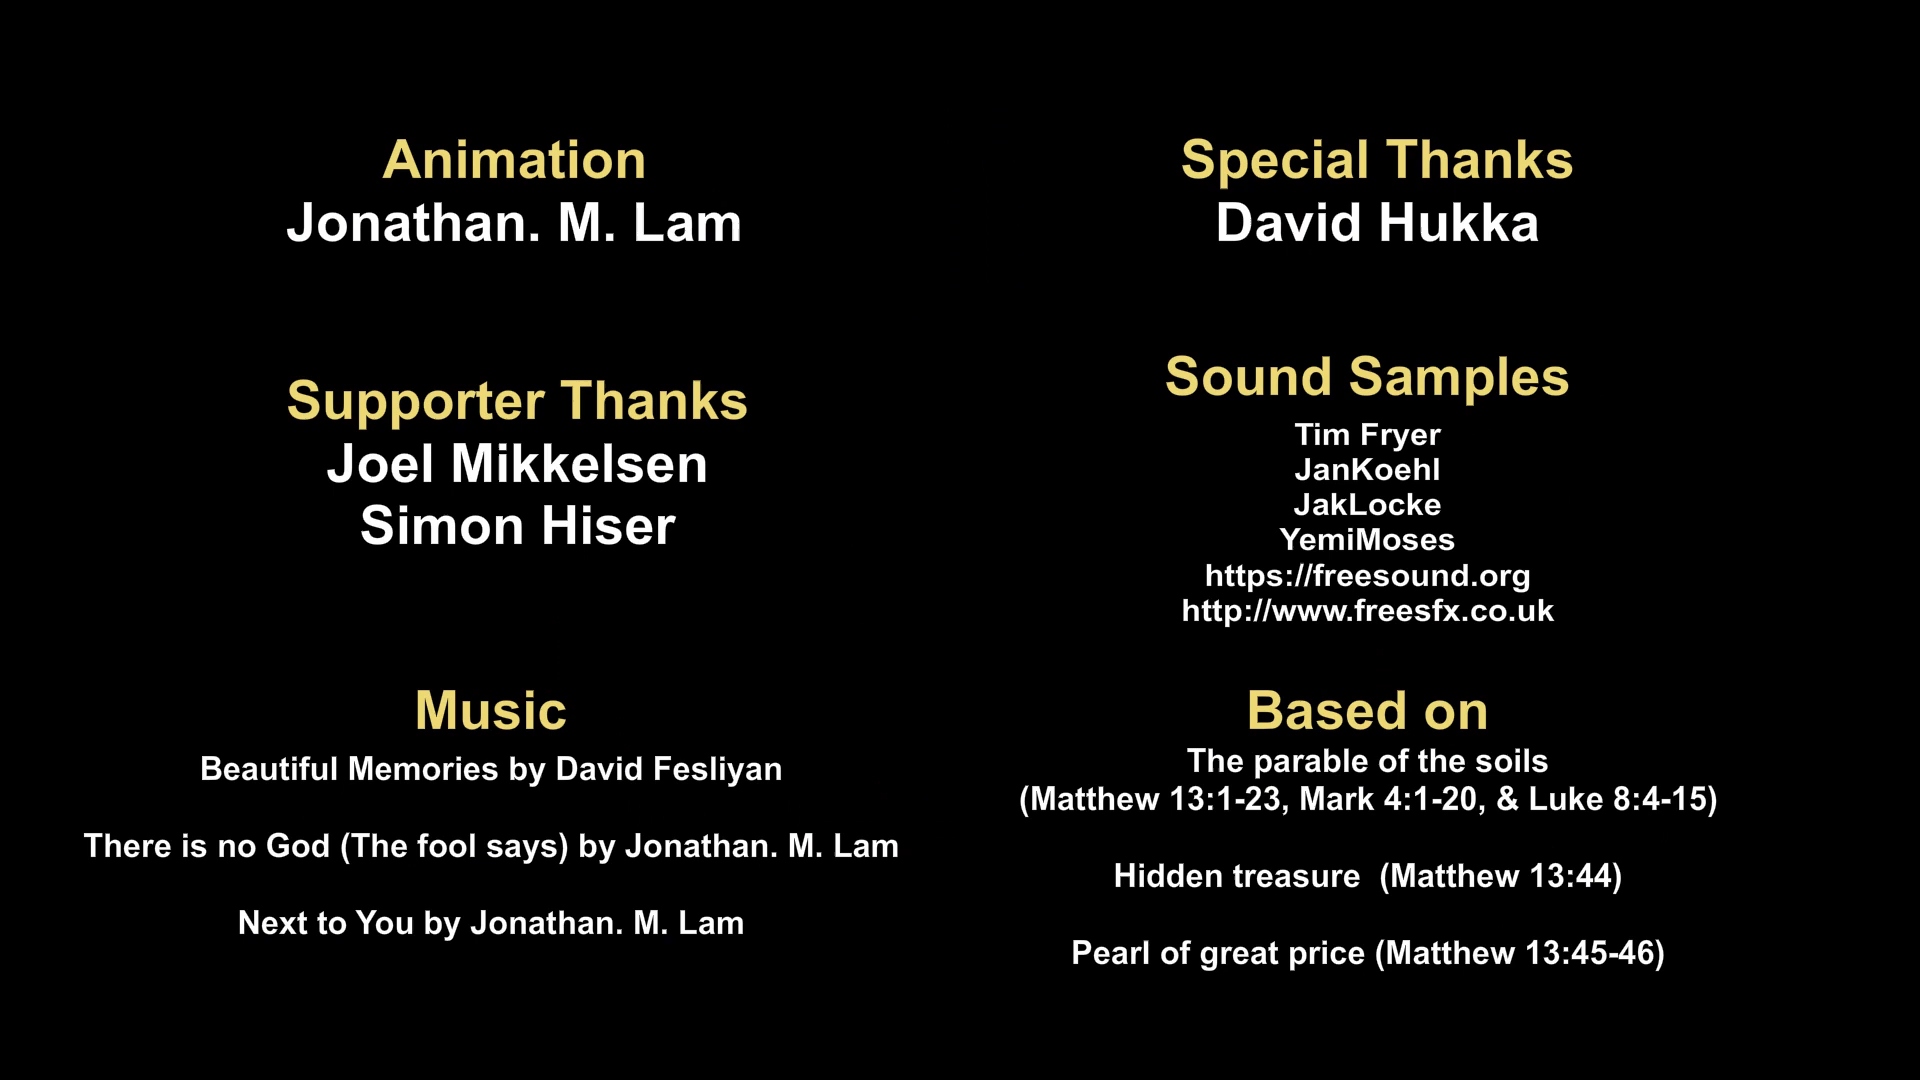 Animation
Jonathan. M. Lam
Supporter Thanks
Joel Mikkelsen
Simon Hiser
Music
Beautiful Memories by David Fesliyan
There is no God (The fool says) by Jonathan. M. Lam
Next to You by Jonathan. M. Lam
Special Thanks
David Hukka
Sound Samples
Tim Fryer
JanKoehl
JakLocke
YemiMoses
https://freesound.org
http://www.freesfx.co.uk
Based on
The parable of the soils
(Matthew 13:1-23, Mark 4:1-20, & Luke 8:4-15)
Hidden treasure  (Matthew 13:44)
Pearl of great price (Matthew 13:45-46)